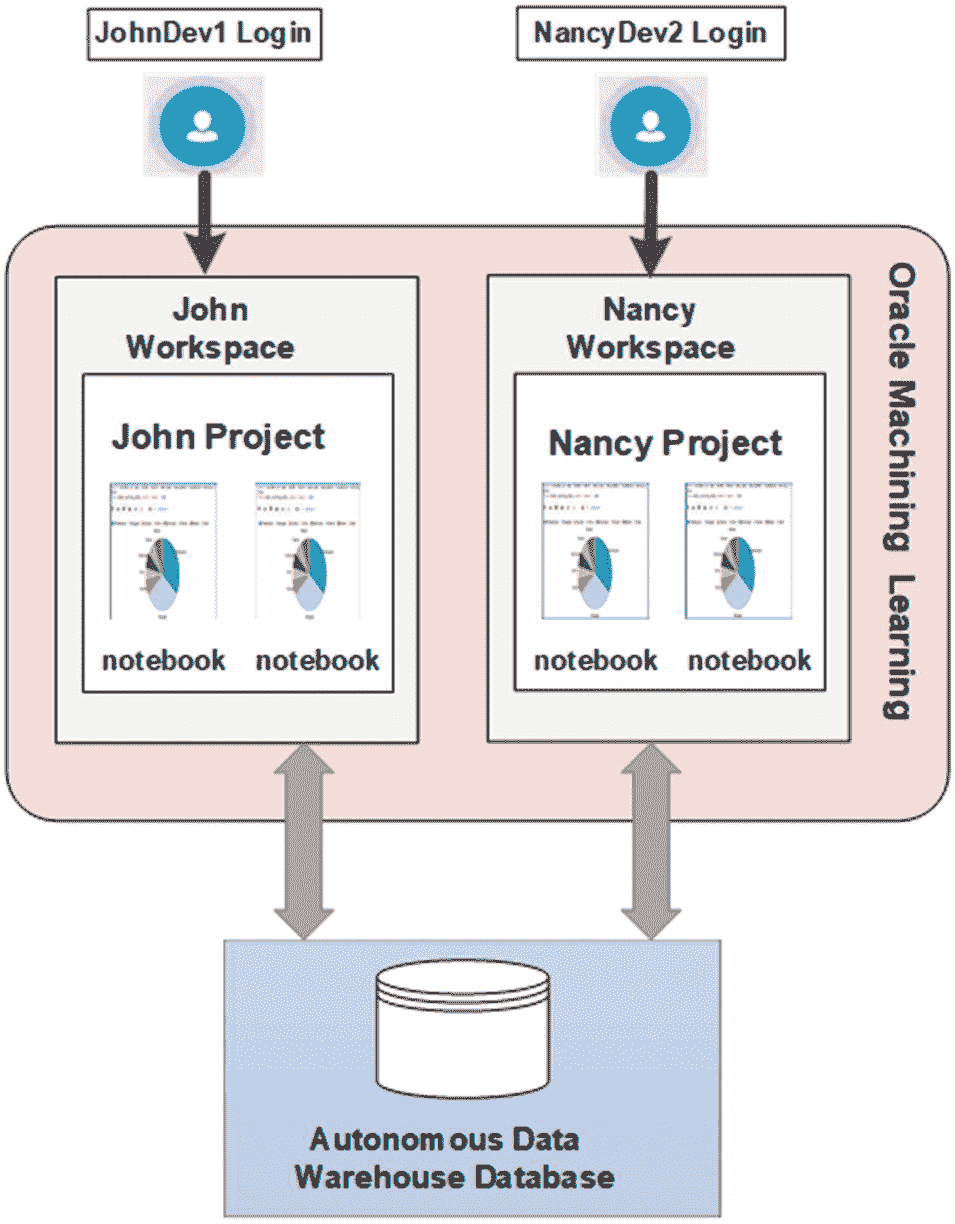 JohnDev1 Login
NancyDev2 Login
John
Workspace
John Project
notebook
notebook
Nancy
Workspace
Nancy Project
notebook
notebook
Oracle Machining Learning
Autonomous Data
Warehouse Database